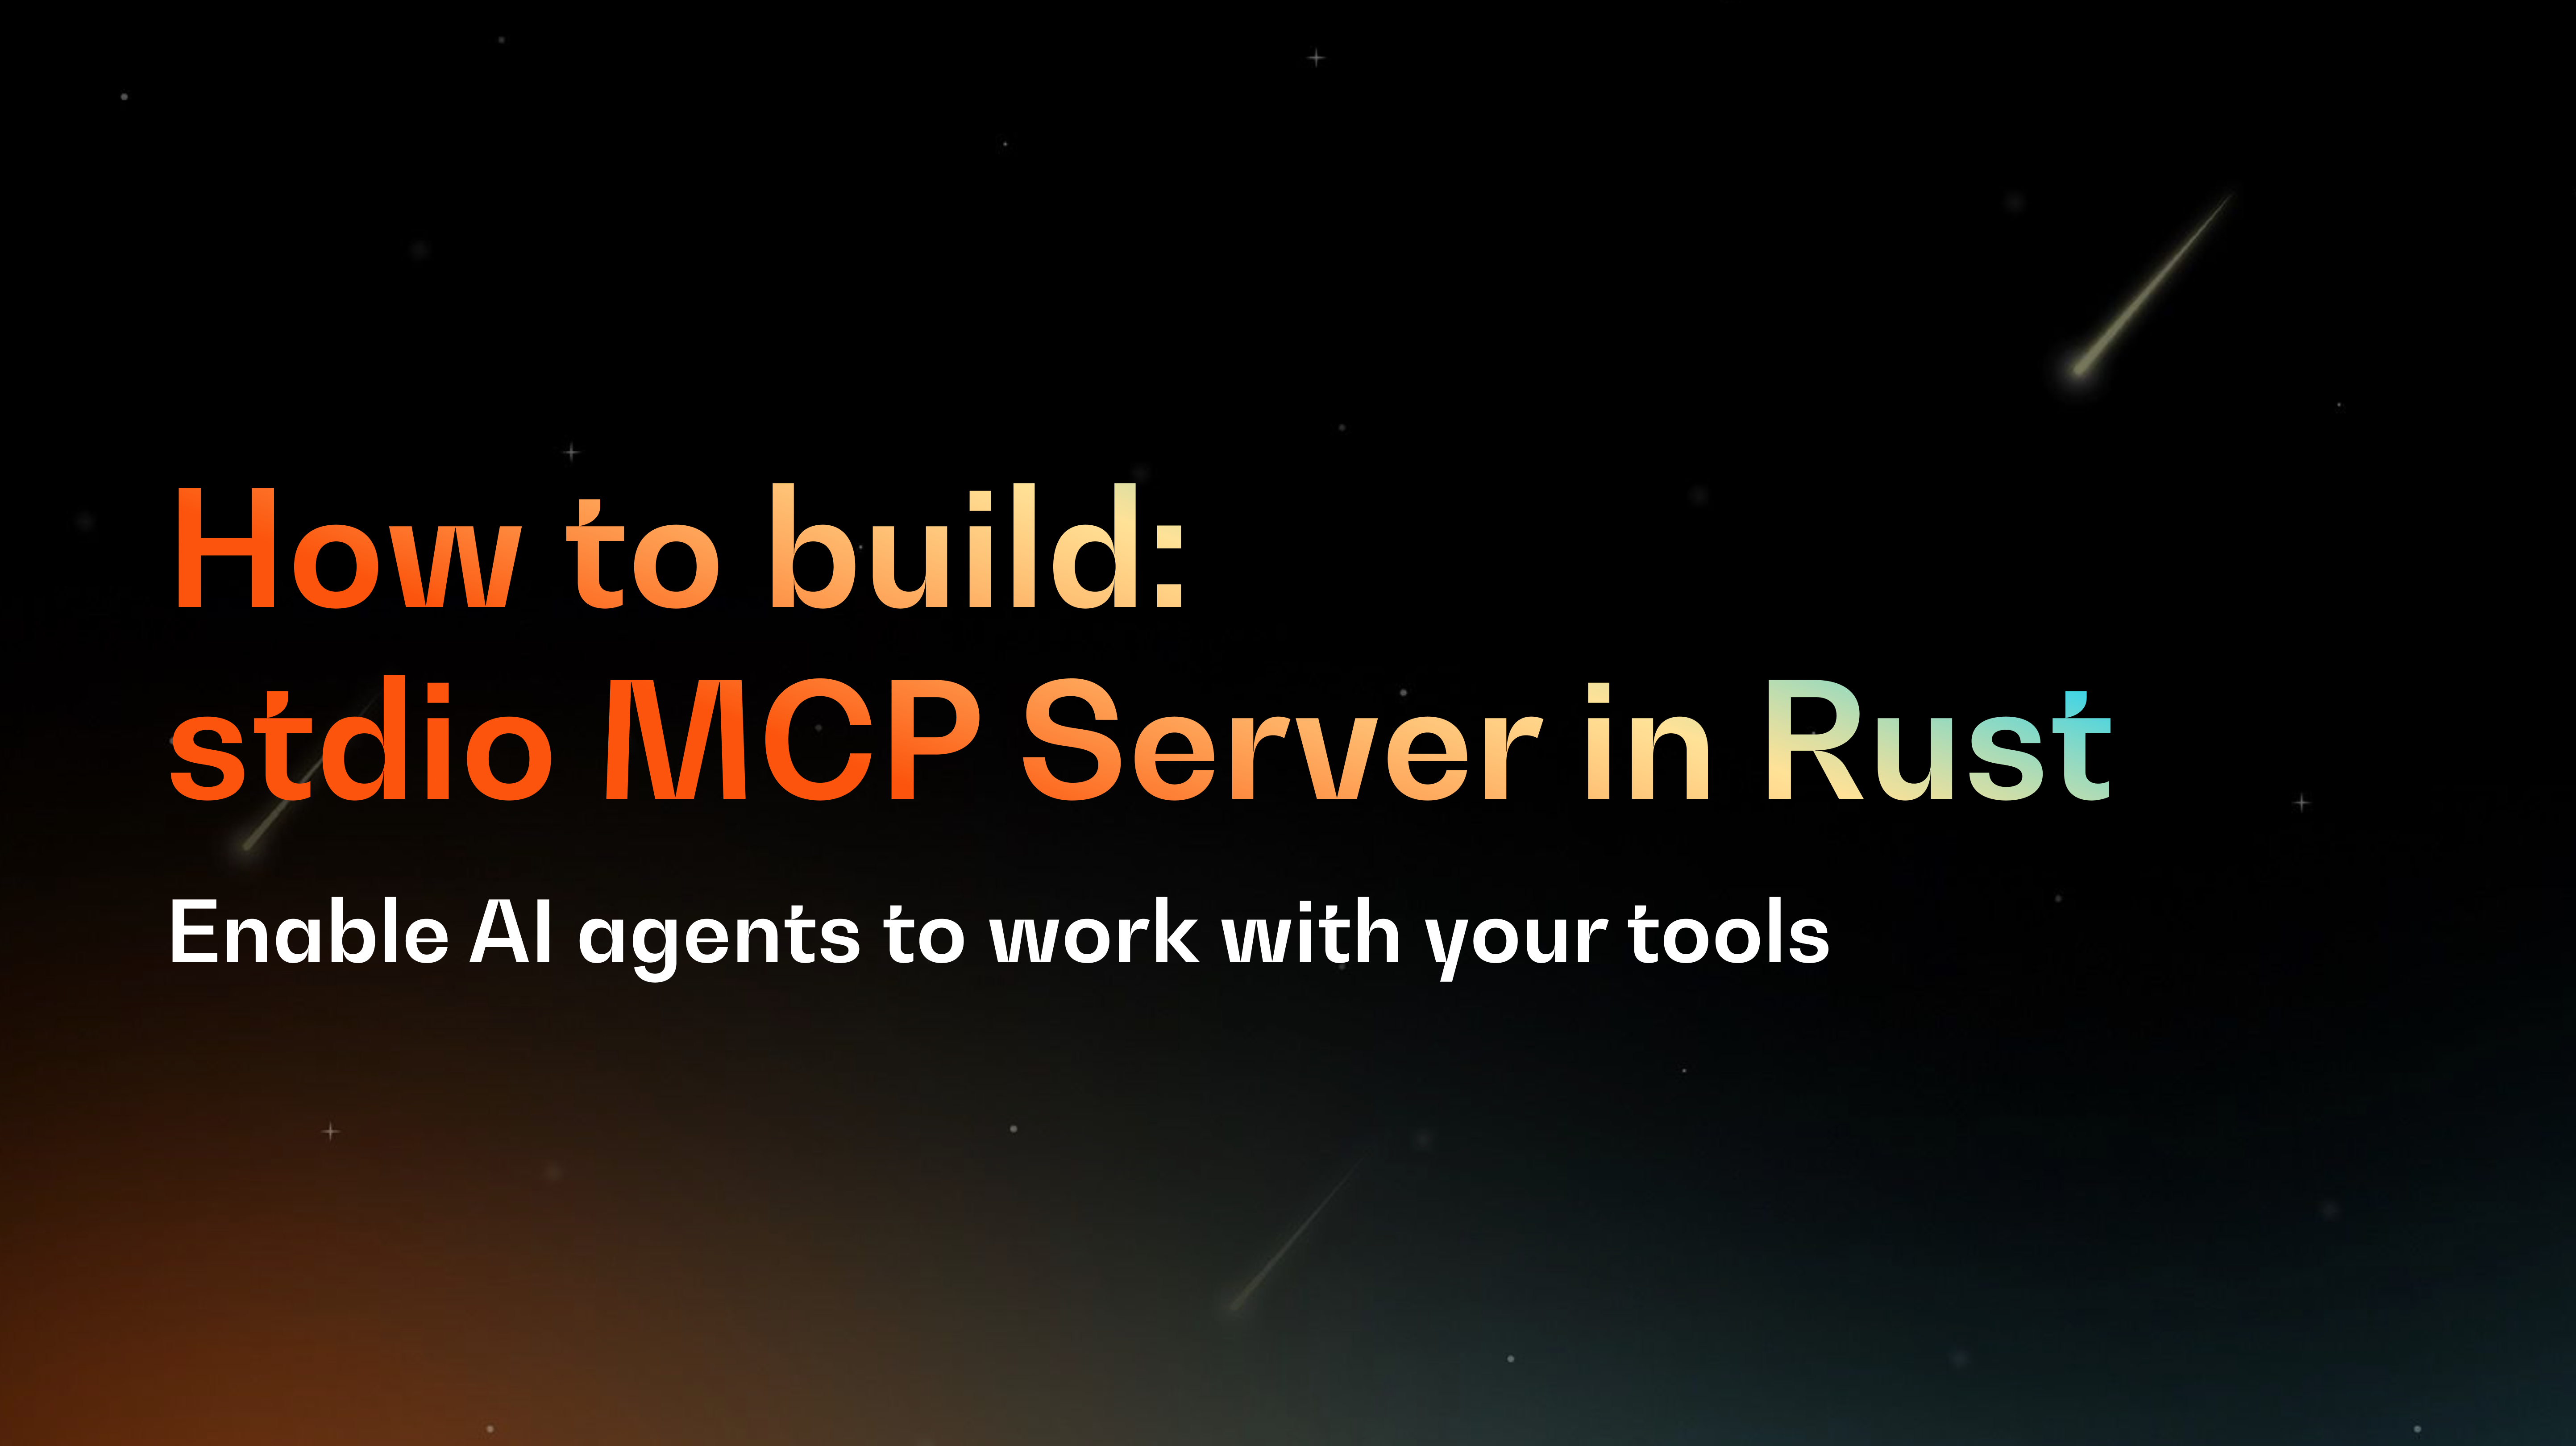 How to build:
stdio MCP Server in Rust
Enable AI agents to work with your tools